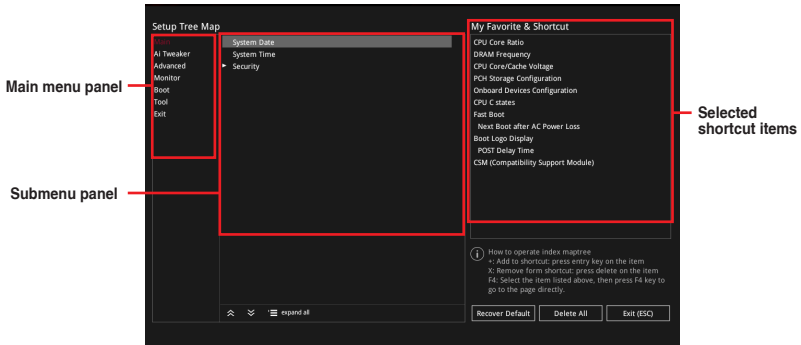 Setup Tree Map
My Favorite & Shortcut
Main
Ai Tweaker
Advanced
Monitor
Boot
Tool
Exit
System Date
System Time
Security
CPU Core Ratio
DRAM Frequency
CPU Core/Cache Voltage
PCH Storage Configuration
Onboard Devices Configuration
CPU C states
Fast Boot
Next Boot after AC Power Loss
Boot Logo Display
POST Delay Time
CSM (Compatibility Support Module)
Main menu panel
Submenu panel
Selected
shortcut items
How to operate index maptree
+: Add to shortcut: press entry key
X: Remove form shortcut: press delete on the item
F4: Select the item listed above, then press F4 key to
go to the page directly.
expand all
Recover Default
Delete All
Exit (ESC)